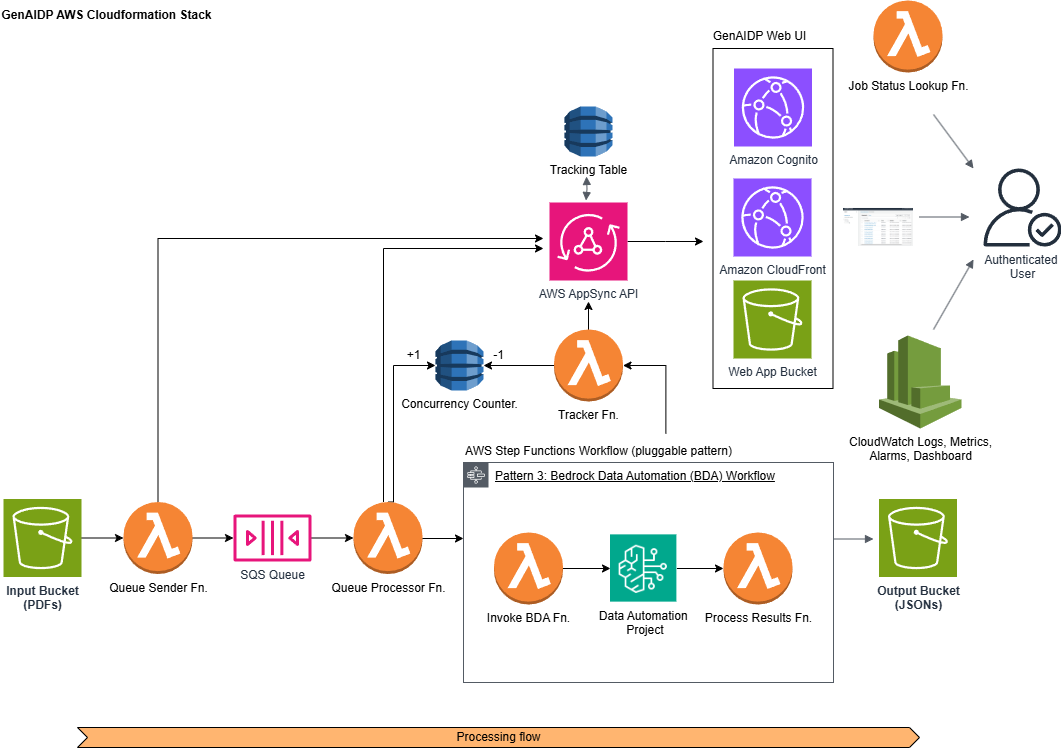 GenAIDP AWS Cloudformation Stack
GenAIDP Web UI
Job Status Lookup Fn.
Amazon Cognito
Tracking Table
Amazon CloudFront
Authenticated
User
AWS AppSync API
+1
-1
Web App Bucket
Concurrency Counter.
Tracker Fn.
CloudWatch Logs, Metrics,
Alarms, Dashboard
AWS Step Functions Workflow (pluggable pattern)
Pattern 3: Bedrock Data Automation (BDA) Workflow
Input Bucket
(PDFs)
Queue Sender Fn.
SQS Queue
Queue Processor Fn.
Invoke BDA Fn.
Data Automation
Project
Process Results Fn.
Output Bucket
(JSONs)
Processing flow